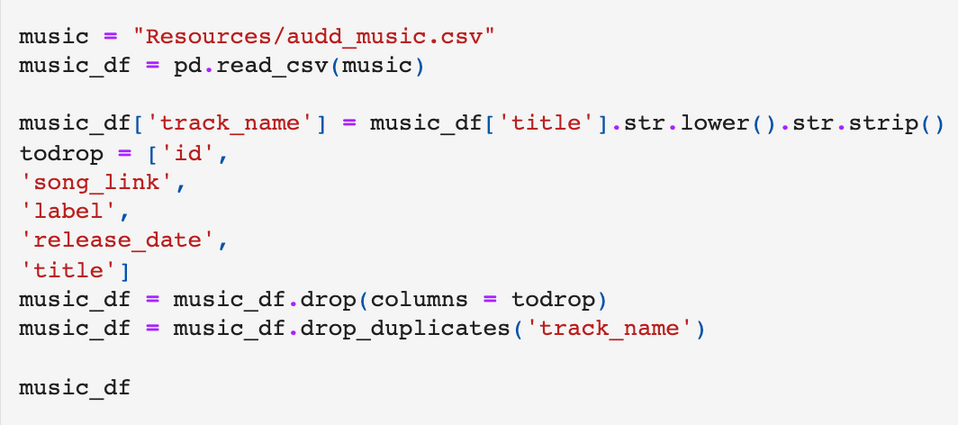 music = "Resources/audd_music.csv"
music_df = pd.read_csv(music)
music_df['track_name'] = music_df['title'].str.lower().str.strip()
todrop = ['id',
'song_link',
'label',
'release_date',
'title']
music_df = music_df.drop(columns = todrop)
music_df = music_df.drop_duplicates('track_name')
music_df